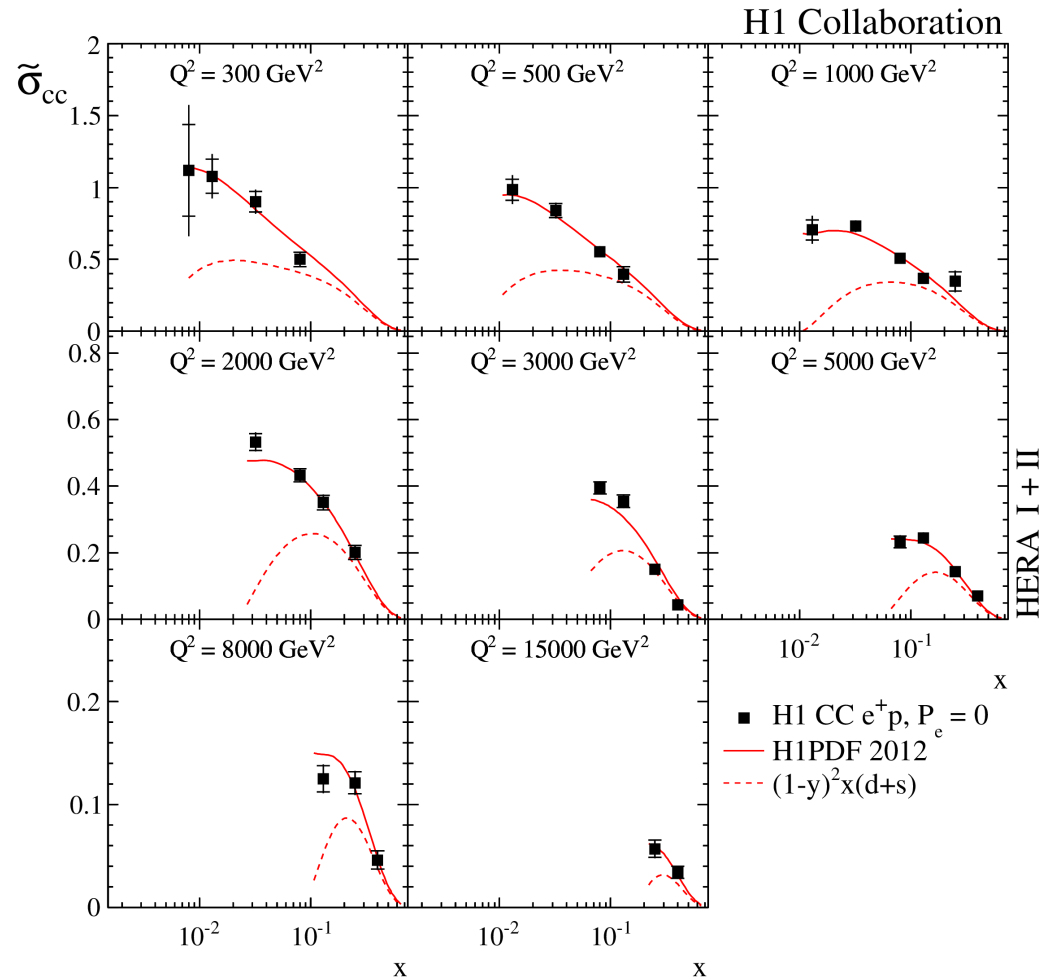 H1 Collaboration
σ̃cc
Q² = 300 GeV²
Q² = 500 GeV²
Q² = 1000 GeV²
2
1.5
1
0.5
0
Q² = 2000 GeV²
Q² = 3000 GeV²
Q² = 5000 GeV²
0.8
0.6
0.4
0.2
0
10⁻² 10⁻¹
x
HERA I + II
Q² = 8000 GeV²
Q² = 15000 GeV²
0.2
0.1
0
10⁻² 10⁻¹
x
10⁻² 10⁻¹
x
H1 CC e⁺p, Pₑ = 0
H1PDF 2012
(1-y)²x(d+s)